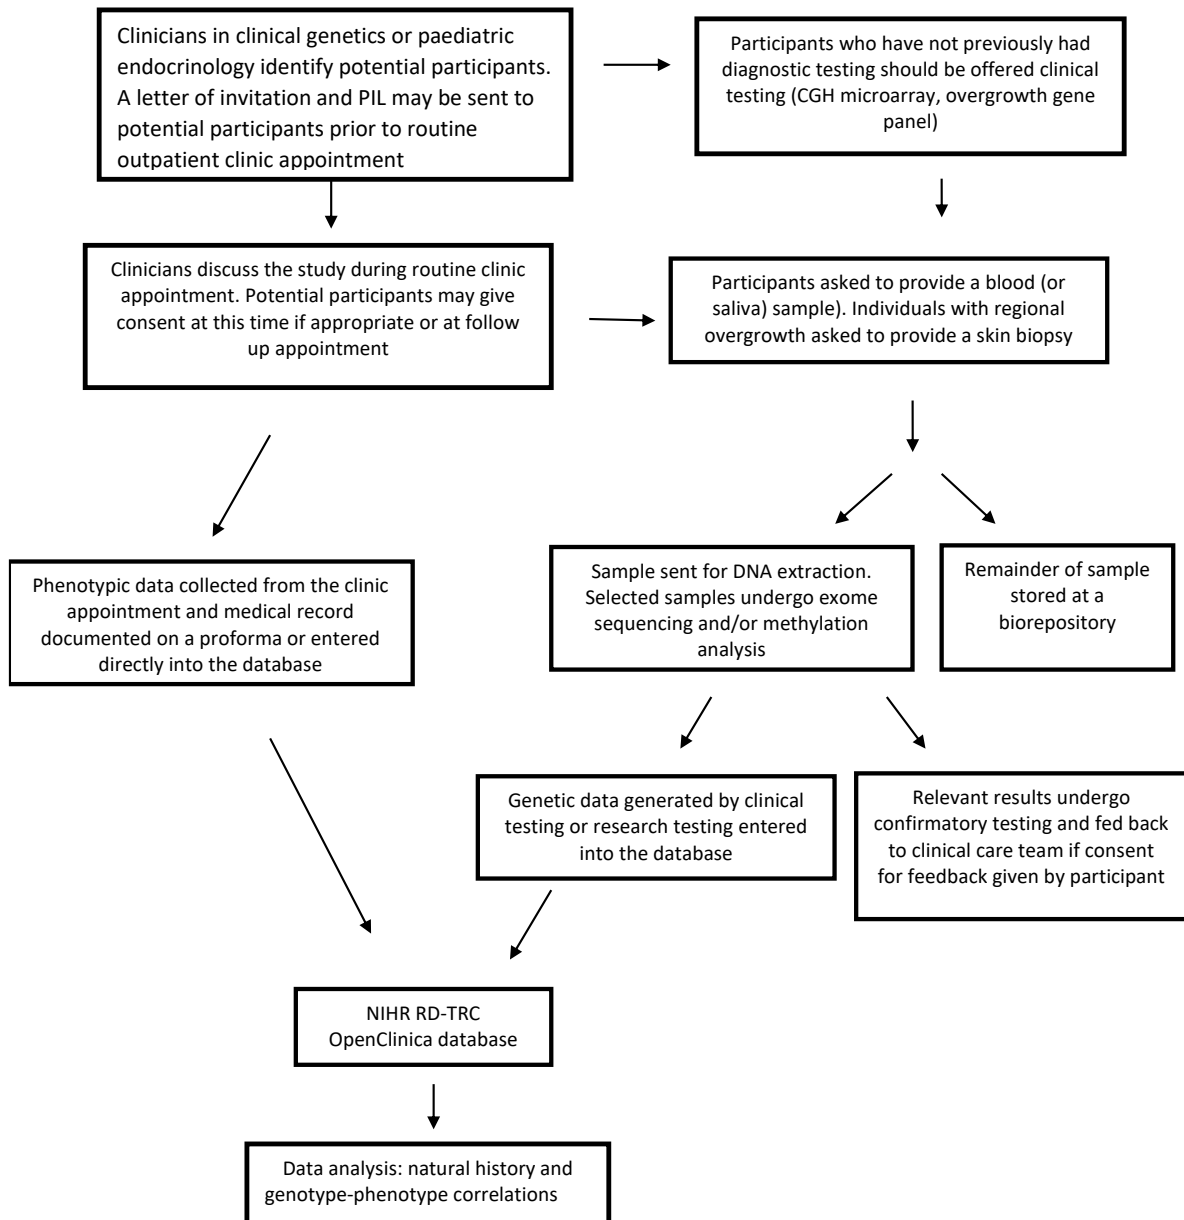 Clinicians in clinical genetics or paediatric
endocrinology identify potential participants.
A letter of invitation and PIL may be sent to
potential participants prior to routine
outpatient clinic appointment
Participants who have not previously had
diagnostic testing should be offered clinical
testing (CGH microarray, overgrowth gene
panel)
Clinicians discuss the study during routine clinic
appointment. Potential participants may give
consent at this time if appropriate or at follow
up appointment
Participants asked to provide a blood (or
saliva) sample). Individuals with regional
overgrowth asked to provide a skin biopsy
Phenotypic data collected from the clinic
appointment and medical record
documented on a proforma or entered
directly into the database
Sample sent for DNA extraction.
Selected samples undergo exome
sequencing and/or methylation
analysis
Remainder of sample
stored at a
biorepository
Genetic data generated by clinical
testing or research testing entered
into the database
Relevant results undergo
confirmatory testing and fed back
to clinical care team if consent
for feedback given by participant
NIHR RD-TRC
OpenClinica database
Data analysis: natural history and
genotype-phenotype correlations